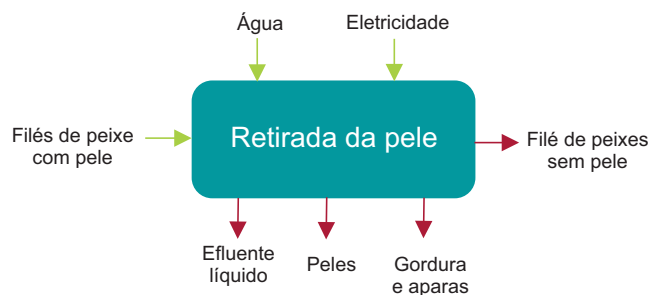 Água
Eletricidade
Filés de peixe
com pele
Retirada da pele
Filé de peixes
sem pele
Efluente
líquido
Peles
Gordura
e aparas